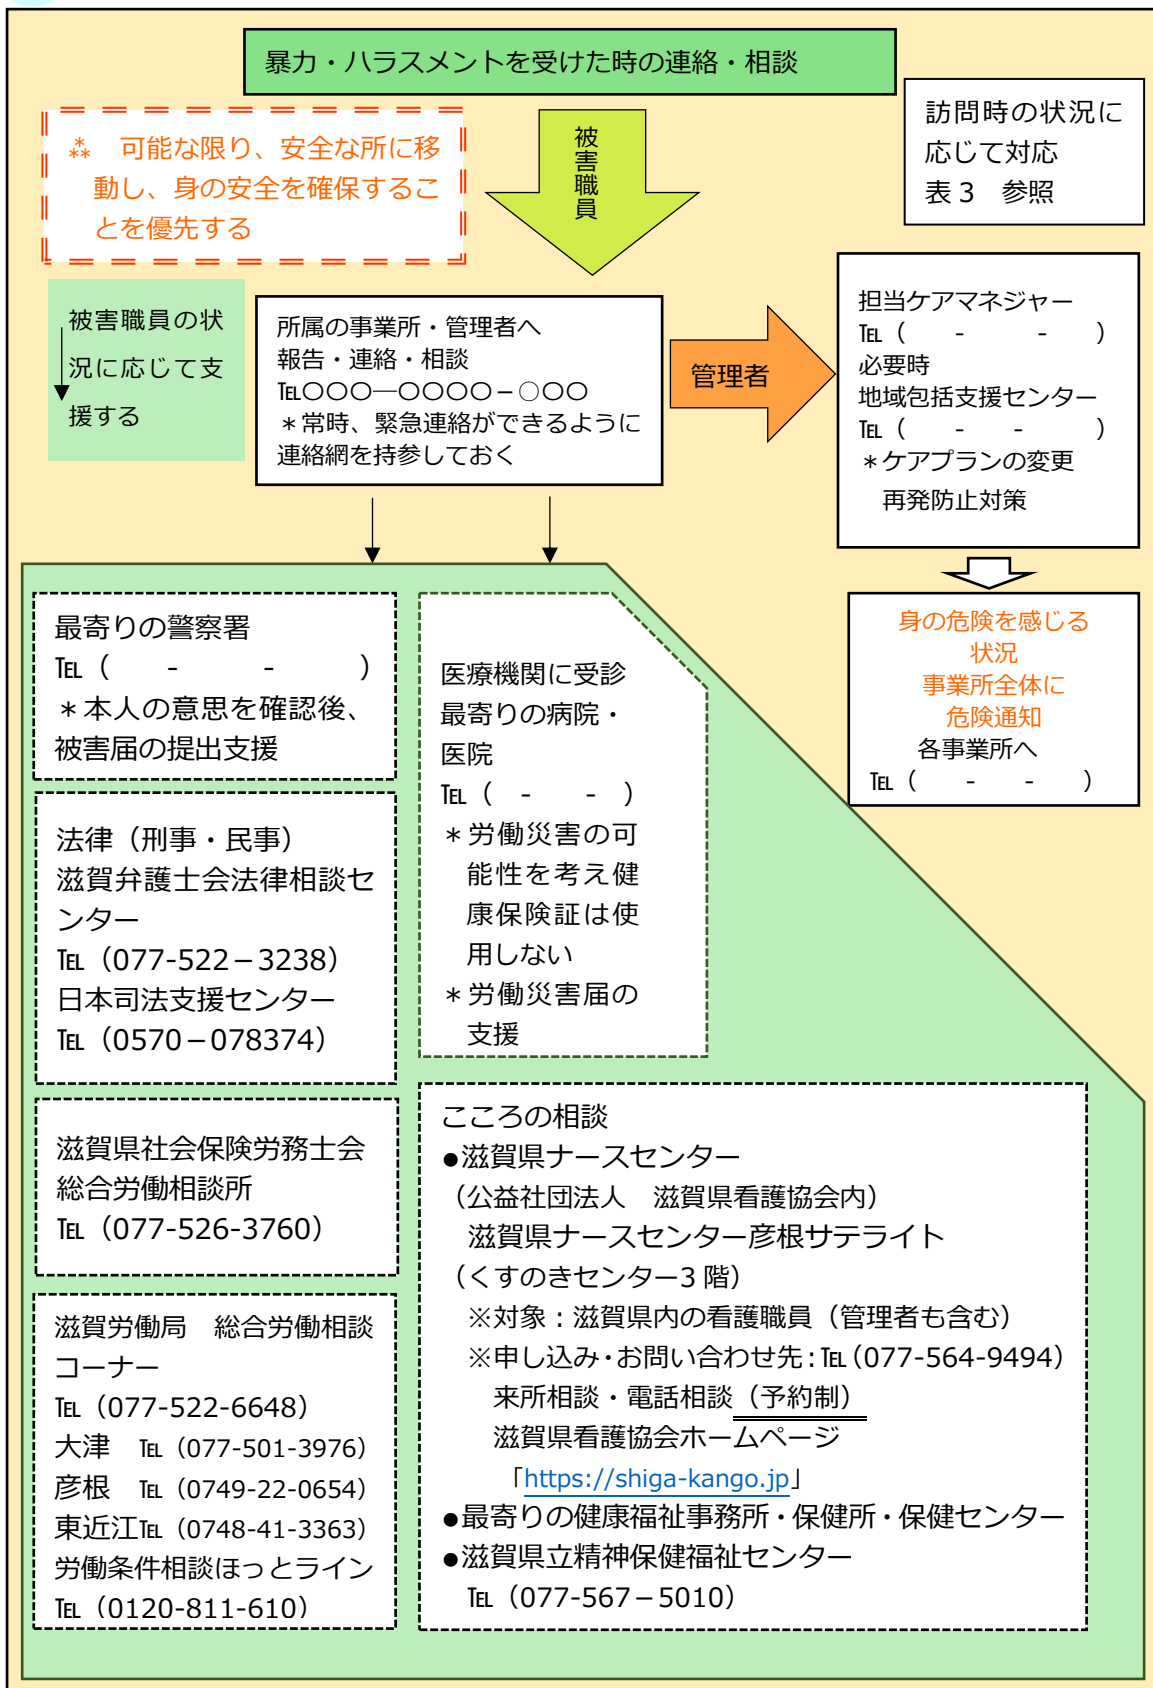 暴力・ハラスメントを受けた時の連絡・相談
訪問時の状況に
応じて対応
表3　参照
⁂　可能な限り、安全な所に移
動し、身の安全を確保するこ
とを優先する
被害職員
被害職員の状
況に応じて支
援する
所属の事業所・管理者へ
報告・連絡・相談
℡○○○―○○○○－○○○
＊常時、緊急連絡ができるように
連絡網を持参しておく
管理者
担当ケアマネジャー
℡（　　-　　　-　　）
必要時
地域包括支援センター
℡（　　-　　-　　）
＊ケアプランの変更
再発防止対策
身の危険を感じる
状況
事業所全体に
危険通知
各事業所へ
℡（　　-　　-　　）
最寄りの警察署
℡（　　-　　　-　　　）
＊本人の意思を確認後、
被害届の提出支援
法律（刑事・民事）
滋賀弁護士会法律相談セ
ンター
℡（077-522－3238）
日本司法支援センター
℡（0570－078374）
滋賀県社会保険労務士会
総合労働相談所
℡（077-526-3760）
滋賀労働局　総合労働相談
コーナー
℡（077-522-6648）
大津　℡（077-501-3976）
彦根　℡（0749-22-0654）
東近江℡（0748-41-3363）
労働条件相談ほっとライン
℡（0120-811-610）
医療機関に受診
最寄りの病院・
医院
℡（　-　　-　）
＊労働災害の可
能性を考え健
康保険証は使
用しない
＊労働災害届の
支援
こころの相談
●滋賀県ナースセンター
（公益社団法人　滋賀県看護協会内）
滋賀県ナースセンター彦根サテライト
（くすのきセンター3階）
※対象：滋賀県内の看護職員（管理者も含む）
※申し込み・お問い合わせ先：℡（077-564-9494）
来所相談・電話相談（予約制）
滋賀県看護協会ホームページ
「https://shiga-kango.jp」
●最寄りの健康福祉事務所・保健所・保健センター
●滋賀県立精神保健福祉センター
℡（077-567－5010）